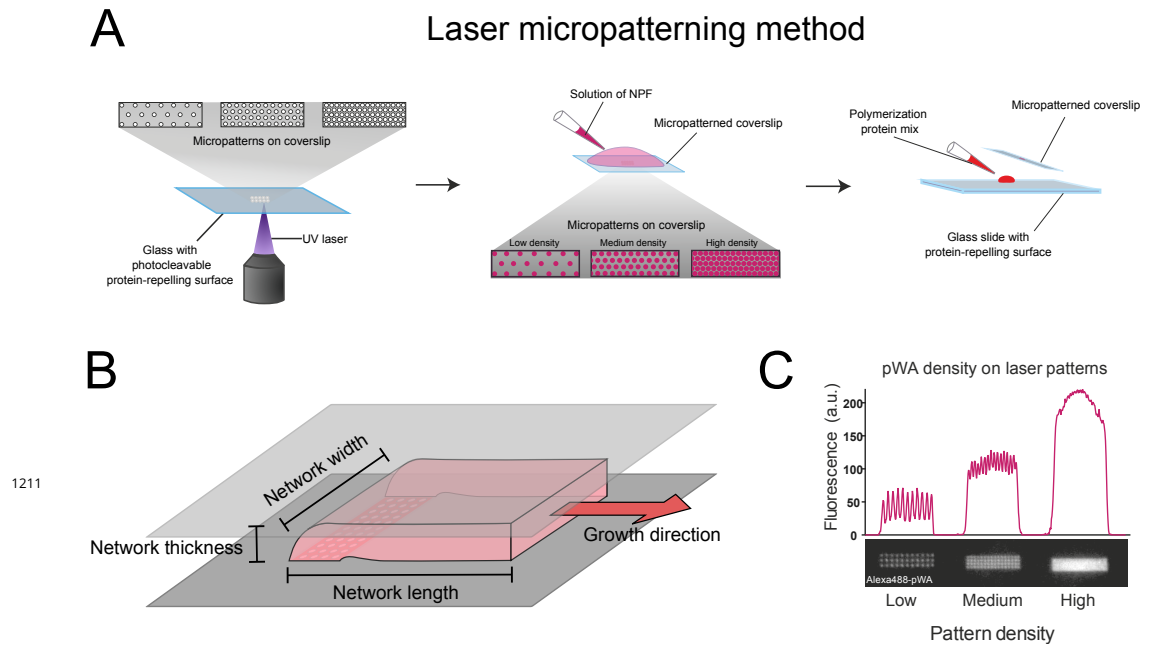 A
Laser micropatterning method
Micropatterns on coverslip
Glass with
photocleavable
protein-repelling surface
UV laser
Solution of NPF
Micropatterned coverslip
Micropatterns on coverslip
Low density
Medium density
High density
Polymerization
protein mix
Micropatterned coverslip
Glass slide with
protein-repelling surface
B
Network width
Network thickness
Network length
Growth direction
1211
C
pWA density on laser patterns
Fluorescence (a.u.)
200
150
100
50
0
Alexa488-pWA
Low
Medium
High
Pattern density